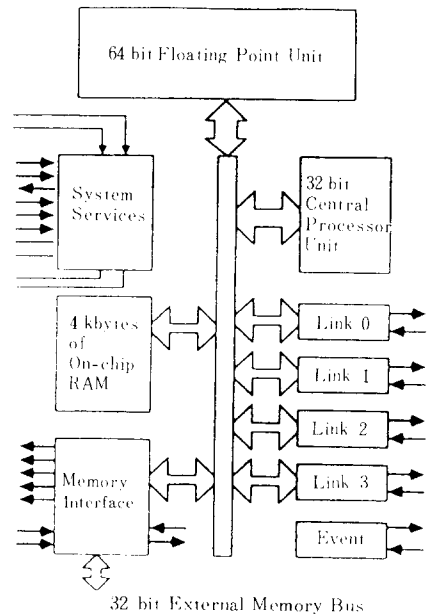 64 bit Floating Point Unit
System
Services
32 bit
Central
Processor
Unit
4 kbytes
of
On-chip
RAM
Link 0
Link 1
Link 2
Link 3
Memory
Interface
Event
32 bit External Memory Bus